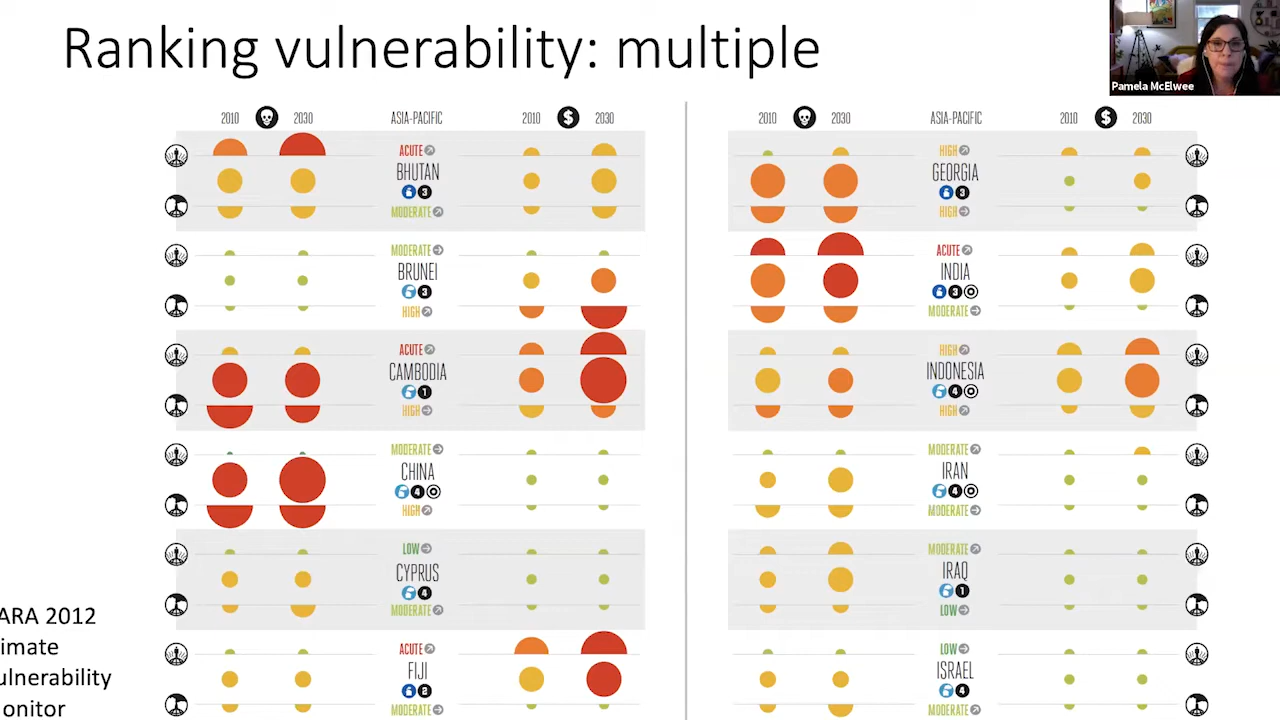 Ranking vulnerability: multiple
Pamela McElwee
2010 2030 ASIA-PACIFIC 2010 $ 2030
2010 2030 ASIA-PACIFIC 2010 $ 2030
ACUTE
BHUTAN
3
MODERATE
HIGH
GEORGIA
3
HIGH
MODERATE
BRUNEI
3
HIGH
ACUTE
INDIA
3
MODERATE
ACUTE
CAMBODIA
1
HIGH
HIGH
INDONESIA
4
HIGH
MODERATE
CHINA
4
HIGH
MODERATE
IRAN
4
MODERATE
LOW
CYPRUS
4
MODERATE
MODERATE
IRAQ
1
LOW
ACUTE
FIJI
2
MODERATE
LOW
ISRAEL
4
MODERATE
ARA 2012
imate
ulnerability
onitor